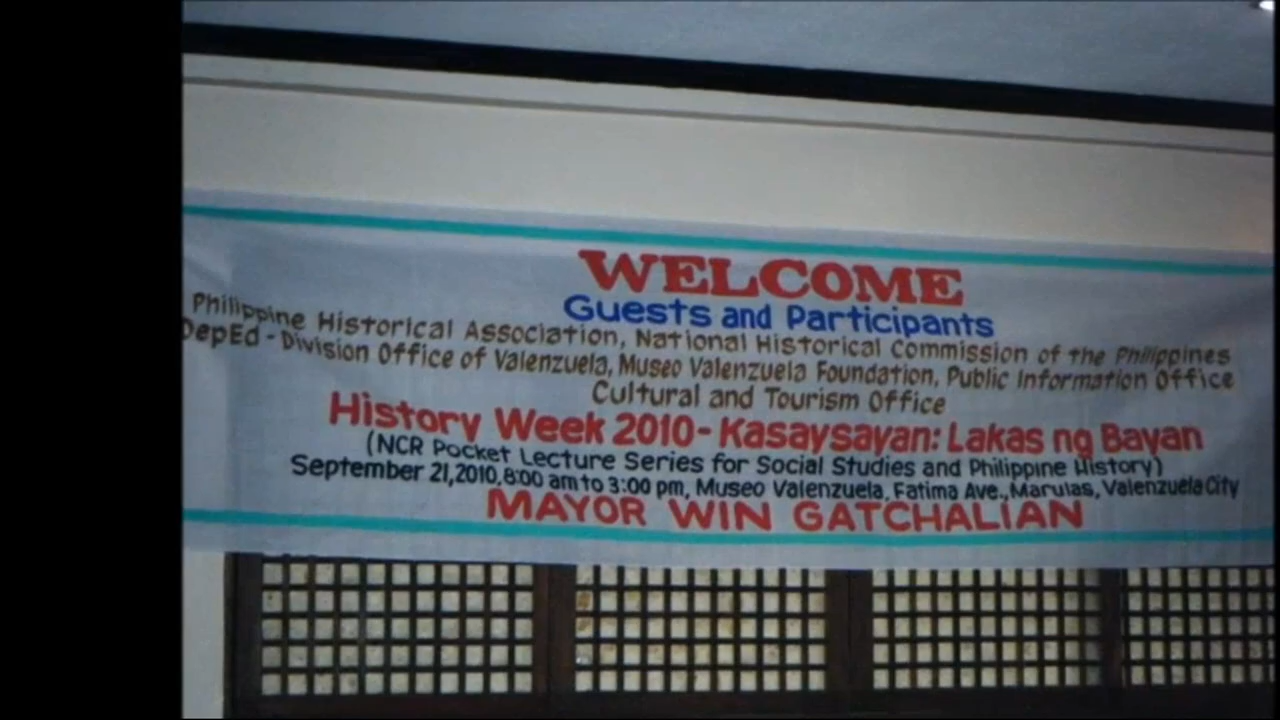 WELCOME
Guests and Participants
Philippine Historical Association, National Historical Commission of the Philippines
DepEd - Division Office of Valenzuela, Museo Valenzuela Foundation, Public Information Office
Cultural and Tourism Office
History Week 2010 - Kasaysayan: Lakas ng Bayan
(NCR Pocket Lecture Series for Social Studies and Philippine History)
September 21, 2010, 8:00 am to 3:00 pm, Museo Valenzuela, Fatima Ave., Marulas, Valenzuela City
MAYOR WIN GATCHALIAN